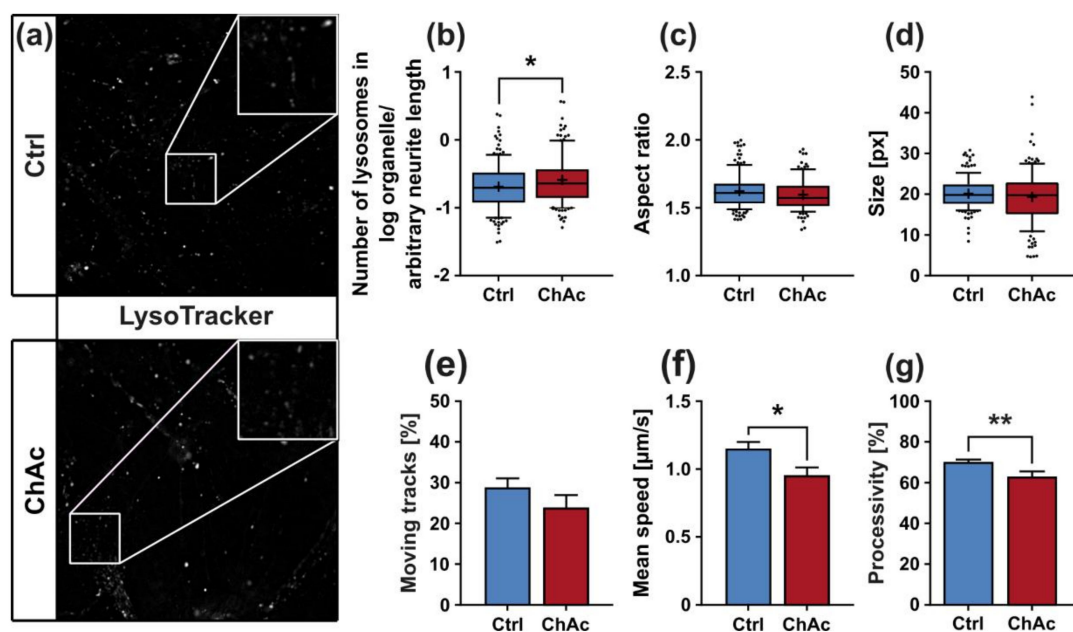 (a)
Ctrl
LysoTracker
ChAc
(b)
Number of lysosomes in
log organelle/
arbitrary neurite length
1
0
-0
-1
-2
*
Ctrl
ChAc
(c)
Aspect ratio
2.5
2.0
1.5
1.0
Ctrl
ChAc
(d)
Size [px]
50
40
30
20
10
0
Ctrl
ChAc
(e)
Moving tracks [%]
50
40
30
20
10
0
Ctrl
ChAc
(f)
Mean speed [µm/s]
1.5
1.0
0.5
0
*
Ctrl
ChAc
(g)
Processivity [%]
100
80
60
40
20
0
**
Ctrl
ChAc